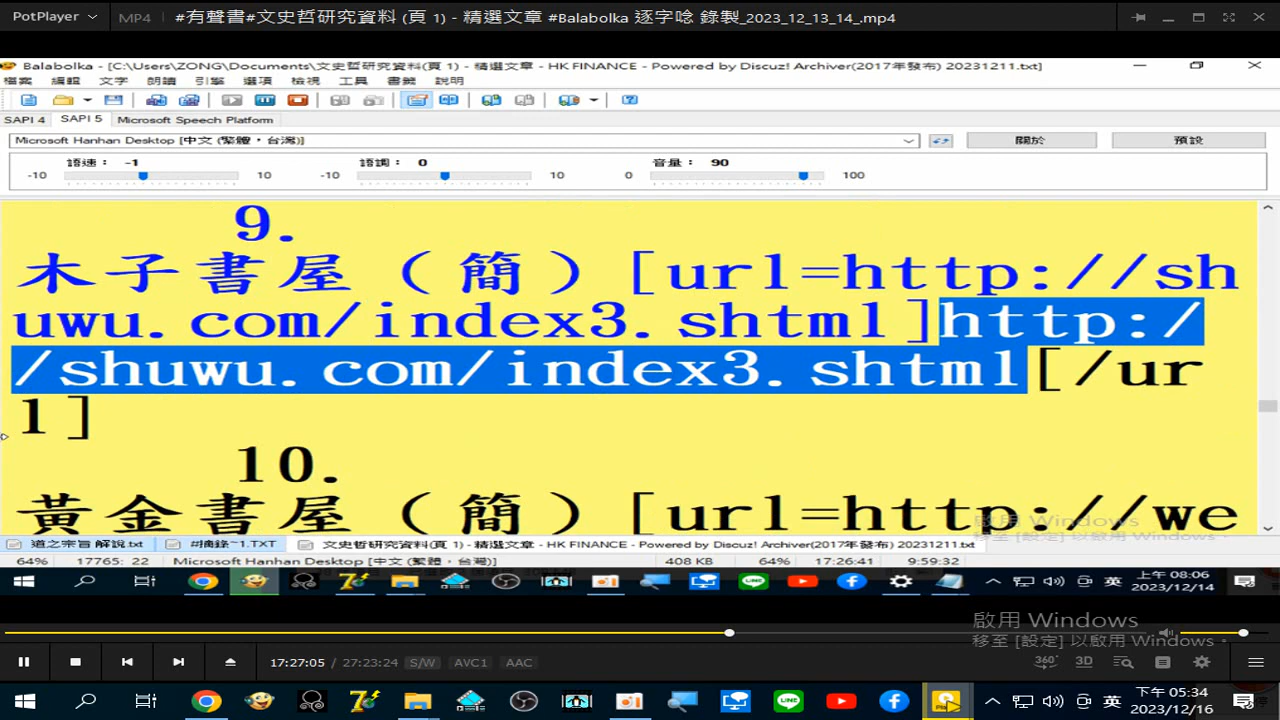 PotPlayer MP4 #有聲書#文史哲研究資料 (頁 1) - 精選文章 #Balabolka 逐字唸 錄製_2023_12_13_14_.mp4
Balabolka - [C:\Users\ZONG\Documents\文史哲研究資料(頁 1) - 精選文章 - HK FINANCE - Powered by Discuz! Archiver(2017年發布) 20231211.txt]
檔案 編輯 文字 朗讀 引擎 選項 檢視 工具 書籤 說明
SAPI 4 SAPI 5 Microsoft Speech Platform
Microsoft Hanhan Desktop [中文 (繁體，台灣)] 關於 預設
語速： -1 語調： 0 音量： 90
-10 10 -10 10 0 100
9.
木子書屋（簡）[url=http://sh
uwu.com/index3.shtml]http:/
/shuwu.com/index3.shtml[/ur
l]
10.
黃金書屋（簡）[url=http://we
啟用 Windows
移至 [設定] 以啟用 Windows。
道之宗旨 解說.txt #摘錄~1.TXT 文史哲研究資料(頁 1) - 精選文章 - HK FINANCE - Powered by Discuz! Archiver(2017年發布) 20231211.txt
64% 17765: 22 Microsoft Hanhan Desktop [中文 (繁體，台灣)] 408 KB 64% 17:26:41 9:59:32
英 上午 08:06
2023/12/14
啟用 Windows
移至 [設定] 以啟用 Windows。
17:27:05 / 27:23:24 S/W AVC1 AAC 360° 3D
英 下午 05:34
2023/12/16